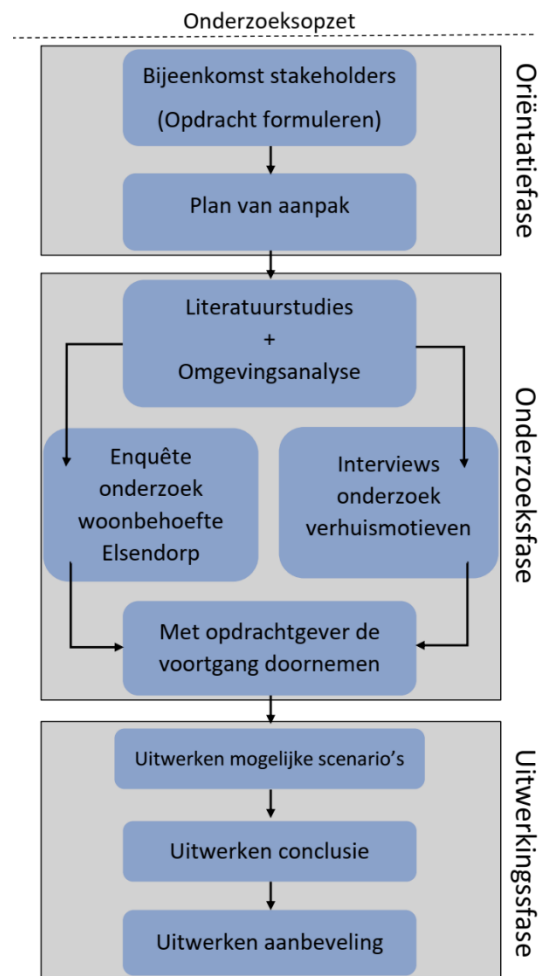 Onderzoeksopzet
Oriëntatiefase
Bijeenkomst stakeholders
(Opdracht formuleren)
Plan van aanpak
Onderzoeksfase
Literatuurstudies
+
Omgevingsanalyse
Enquête
onderzoek
woonbehoefte
Elsendorp
Interviews
onderzoek
verhuismotieven
Met opdrachtgever de
voortgang doornemen
Uitwerkingssfase
Uitwerken mogelijke scenario’s
Uitwerken conclusie
Uitwerken aanbeveling